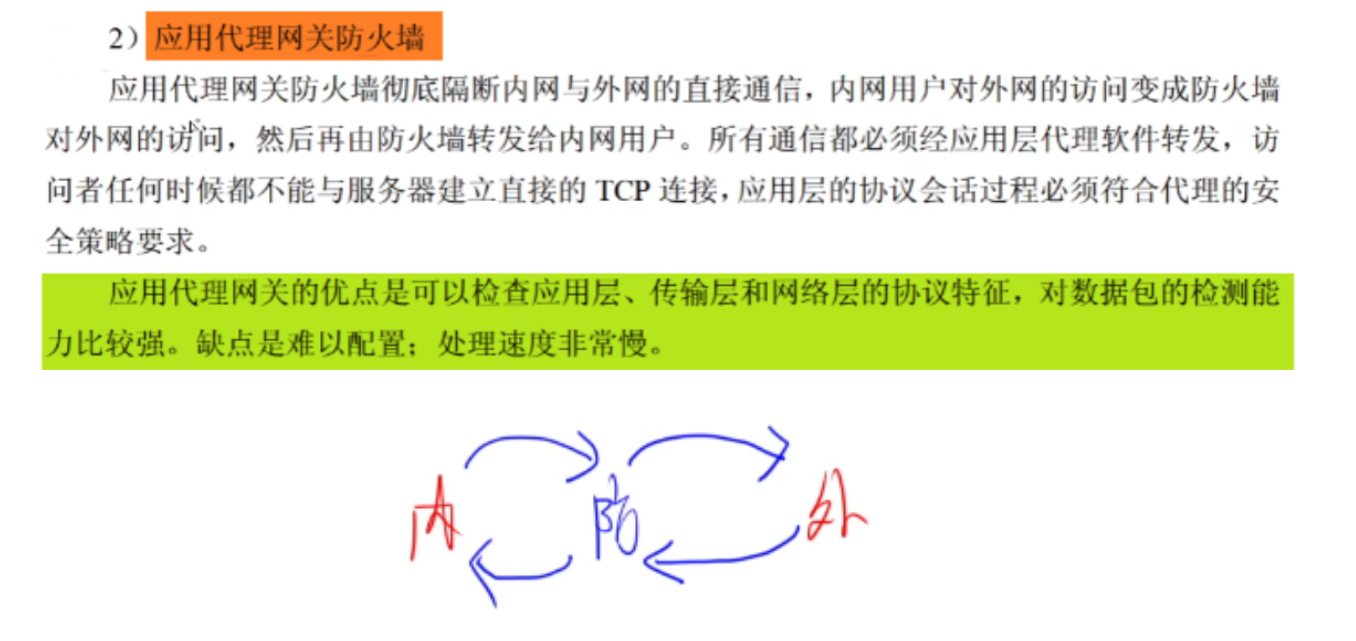 2）应用代理网关防火墙
应用代理网关防火墙彻底隔断内网与外网的直接通信，内网用户对外网的访问变成防火墙
对外网的访问，然后再由防火墙转发给内网用户。所有通信都必须经应用层代理软件转发，访
问者任何时候都不能与服务器建立直接的 TCP 连接，应用层的协议会话过程必须符合代理的安
全策略要求。
应用代理网关的优点是可以检查应用层、传输层和网络层的协议特征，对数据包的检测能
力比较强。缺点是难以配置；处理速度非常慢。
内 防 外